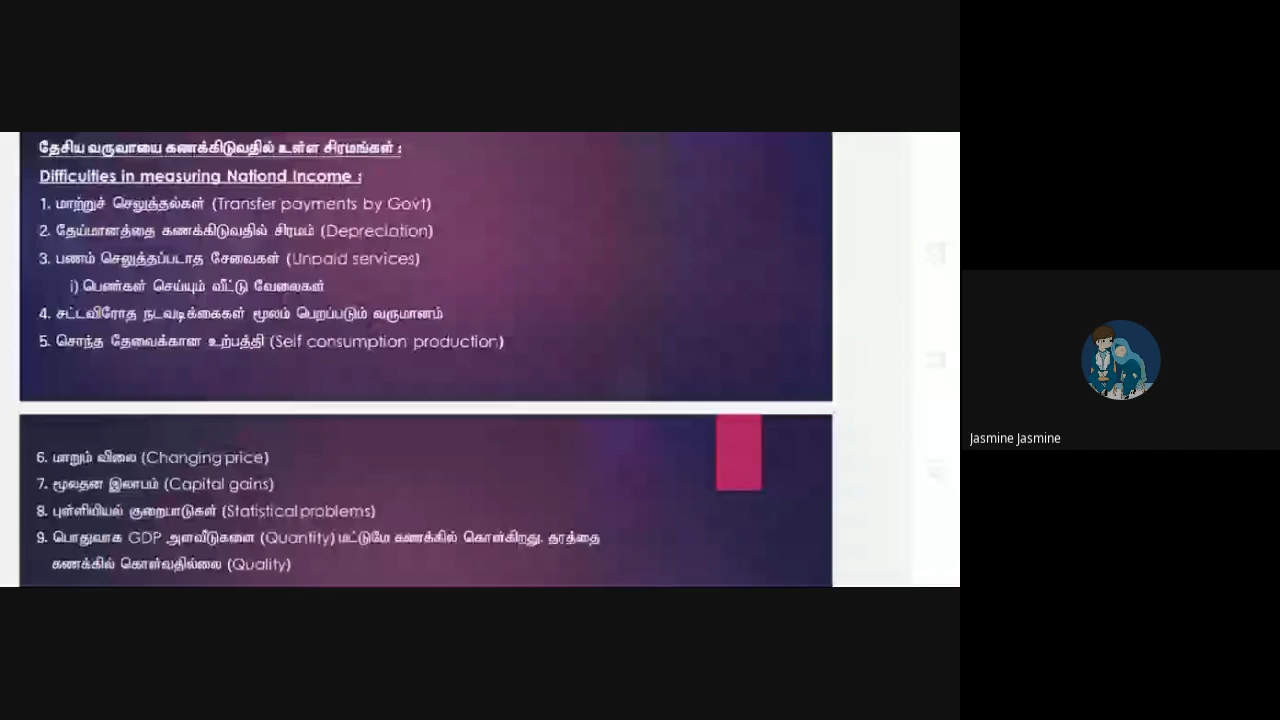 தேசிய வருவாயை கணக்கிடுவதில் உள்ள சிரமங்கள் :
Difficulties in measuring Nationd Income :
1. மாற்றுச் செலுத்தல்கள் (Transfer payments by Govt)
2. தேய்மானத்தை கணக்கிடுவதில் சிரமம் (Depreciation)
3. பணம் செலுத்தப்படாத சேவைகள் (Unpaid services)
i) பெண்கள் செய்யும் வீட்டு வேலைகள்
4. சட்டவிரோத நடவடிக்கைகள் மூலம் பெறப்படும் வருமானம்
5. சொந்த தேவைக்கான உற்பத்தி (Self consumption production)
6. மாறும் விலை (Changing price)
7. மூலதன இலாபம் (Capital gains)
8. புள்ளியியல் குறைபாடுகள் (Statistical problems)
9. பொதுவாக GDP அளவீடுகளை (Quantity) மட்டுமே கணக்கில் கொள்கிறது. தரத்தை
கணக்கில் கொள்வதில்லை (Quality)
Jasmine Jasmine